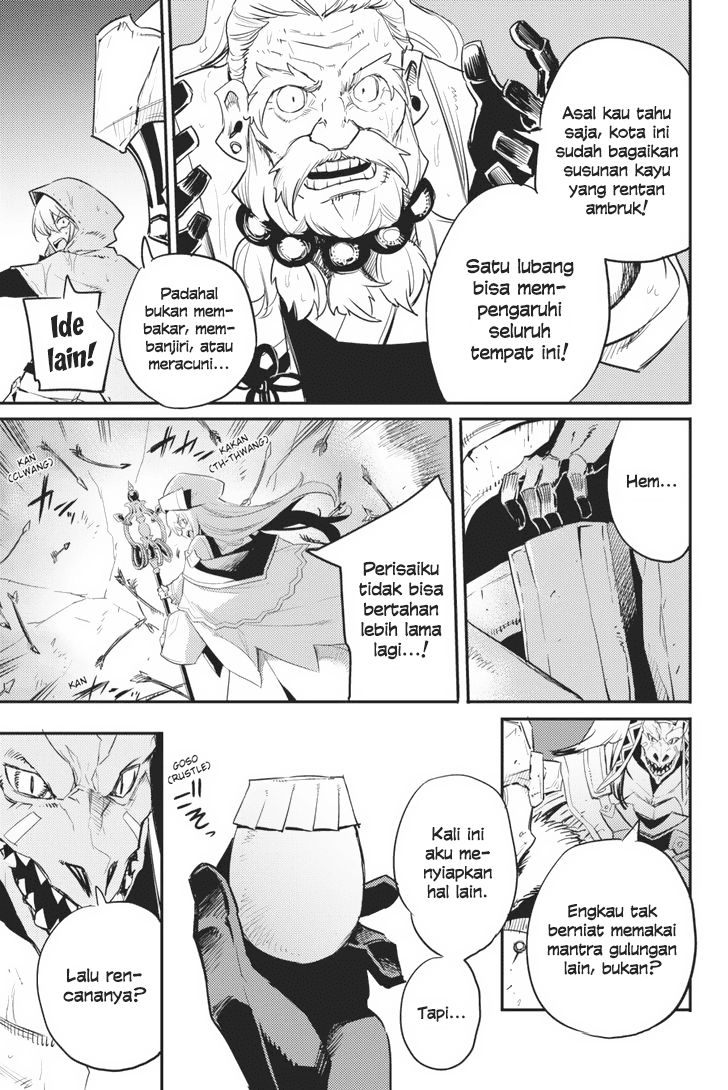 Asal kau tahu
saja, kota ini
sudah bagaikan
susunan kayu
yang rentan
ambruk!
Satu lubang
bisa mem-
pengaruhi
seluruh
tempat ini!
Padahal
bukan mem-
bakar, mem-
banjiri, atau
meracuni...
Ide
lain!
Hem...
KAKAN
(TH-THWANG)
KAN
(CLWANG)
Perisaiku
tidak bisa
bertahan
lebih lama
lagi...!
KAN
Engkau tak
berniat memakai
mantra gulungan
lain, bukan?
Kali ini
aku me-
nyiapkan
hal lain.
Tapi...
GOSO
(RUSTLE)
Lalu ren-
cananya?